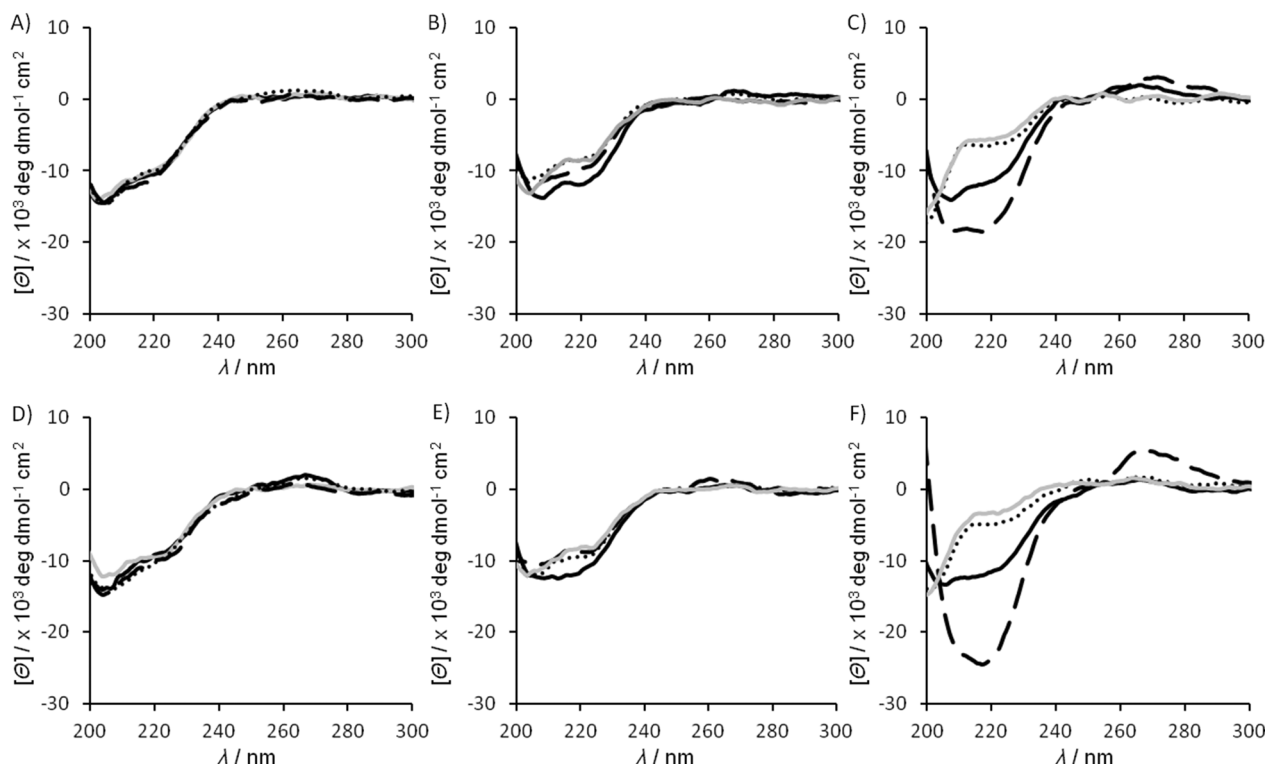 A) B) C)
10 10 10
0 0 0
-10 -10 -10
-20 -20 -20
-30 -30 -30
[Θ] / x 10³ deg dmol⁻¹ cm² [Θ] / x 10³ deg dmol⁻¹ cm² [Θ] / x 10³ deg dmol⁻¹ cm²
200 220 240 260 280 300 200 220 240 260 280 300 200 220 240 260 280 300
λ / nm λ / nm λ / nm
D) E) F)
10 10 10
0 0 0
-10 -10 -10
-20 -20 -20
-30 -30 -30
[Θ] / x 10³ deg dmol⁻¹ cm² [Θ] / x 10³ deg dmol⁻¹ cm² [Θ] / x 10³ deg dmol⁻¹ cm²
200 220 240 260 280 300 200 220 240 260 280 300 200 220 240 260 280 300
λ / nm λ / nm λ / nm